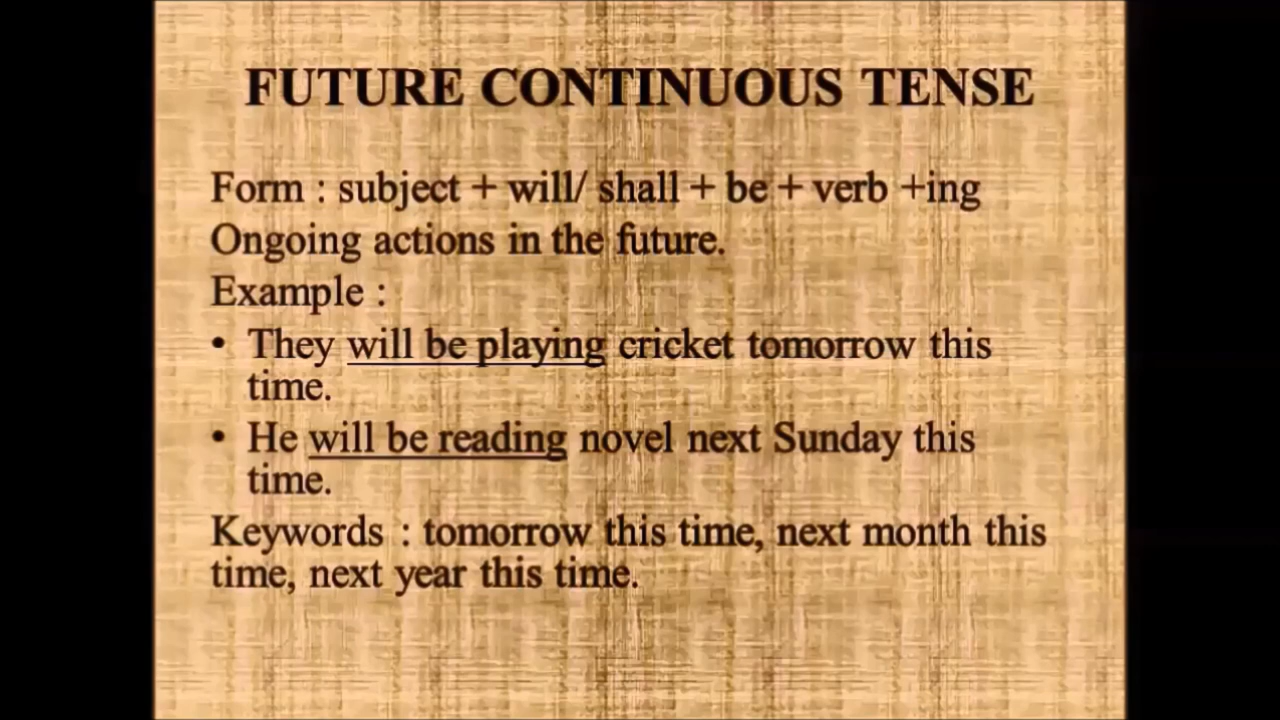 FUTURE CONTINUOUS TENSE
Form : subject + will/ shall + be + verb +ing
Ongoing actions in the future.
Example :
• They will be playing cricket tomorrow this
time.
• He will be reading novel next Sunday this
time.
Keywords : tomorrow this time, next month this
time, next year this time.